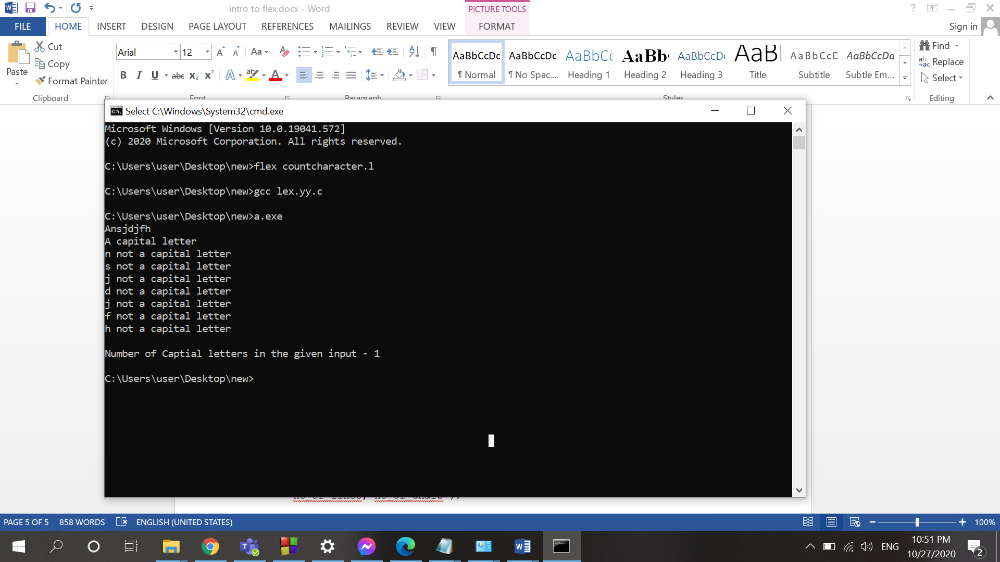 intro to flex.docx - Word
PICTURE TOOLS
?
FILE
HOME
INSERT
DESIGN
PAGE LAYOUT
REFERENCES
MAILINGS
REVIEW
VIEW
FORMAT
Sign in
Paste
Cut
Copy
Format Painter
Clipboard
Arial
12
Aa
B I U abc x₂ x²
Font
Paragraph
AaBbCcDc
¶ Normal
AaBbCcDc
¶ No Spac...
AaBbCc
Heading 1
AaBb
Heading 2
AaBbCcDc
Heading 3
AaB
Title
AaBbCcD
Subtitle
AaBbCcDa
Subtle Em...
Styles
Find
Replace
Select
Editing
Select C:\Windows\System32\cmd.exe
Microsoft Windows [Version 10.0.19041.572]
(c) 2020 Microsoft Corporation. All rights reserved.
C:\Users\user\Desktop\new>flex countcharacter.l
C:\Users\user\Desktop\new>gcc lex.yy.c
C:\Users\user\Desktop\new>a.exe
Ansjdjfh
A capital letter
n not a capital letter
s not a capital letter
j not a capital letter
d not a capital letter
j not a capital letter
f not a capital letter
h not a capital letter
Number of Captial letters in the given input - 1
C:\Users\user\Desktop\new>
PAGE 5 OF 5
858 WORDS
ENGLISH (UNITED STATES)
100%
ENG
10:51 PM
10/27/2020
2